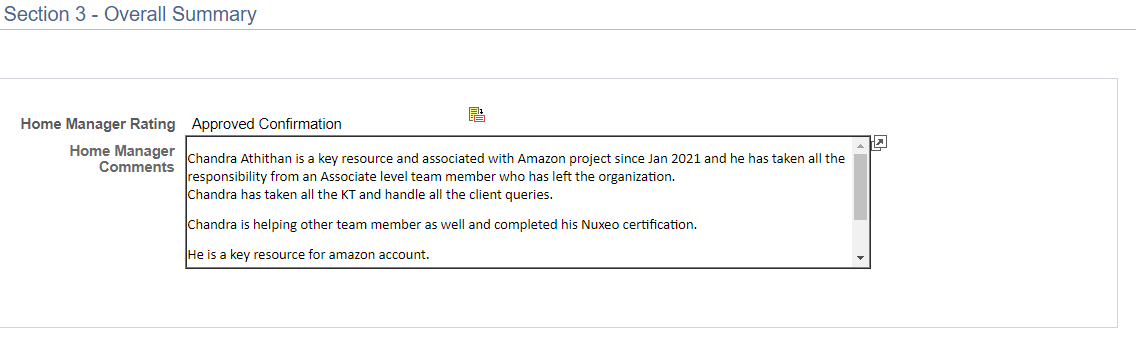 Section 3 - Overall Summary
Home Manager Rating Approved Confirmation
Home Manager Comments
Chandra Athithan is a key resource and associated with Amazon project since Jan 2021 and he has taken all the
responsibility from an Associate level team member who has left the organization.
Chandra has taken all the KT and handle all the client queries.
Chandra is helping other team member as well and completed his Nuxeo certification.
He is a key resource for amazon account.